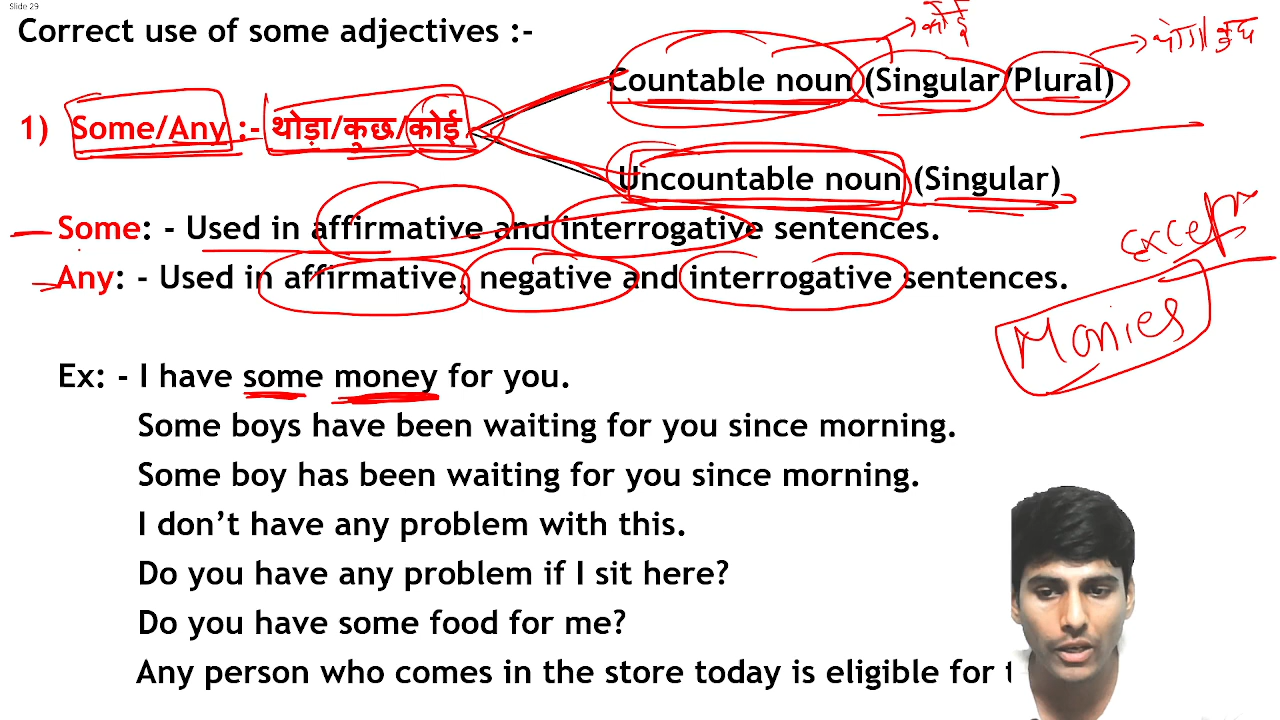 Slide 29
Correct use of some adjectives :-
कोई
थोड़ा/कुछ
Countable noun (Singular/Plural)
1) Some/Any :- थोड़ा/कुछ/कोई
Uncountable noun (Singular)
Some: - Used in affirmative and interrogative sentences.
except
Any: - Used in affirmative, negative and interrogative sentences.
Monies
Ex: - I have some money for you.
Some boys have been waiting for you since morning.
Some boy has been waiting for you since morning.
I don’t have any problem with this.
Do you have any problem if I sit here?
Do you have some food for me?
Any person who comes in the store today is eligible for t